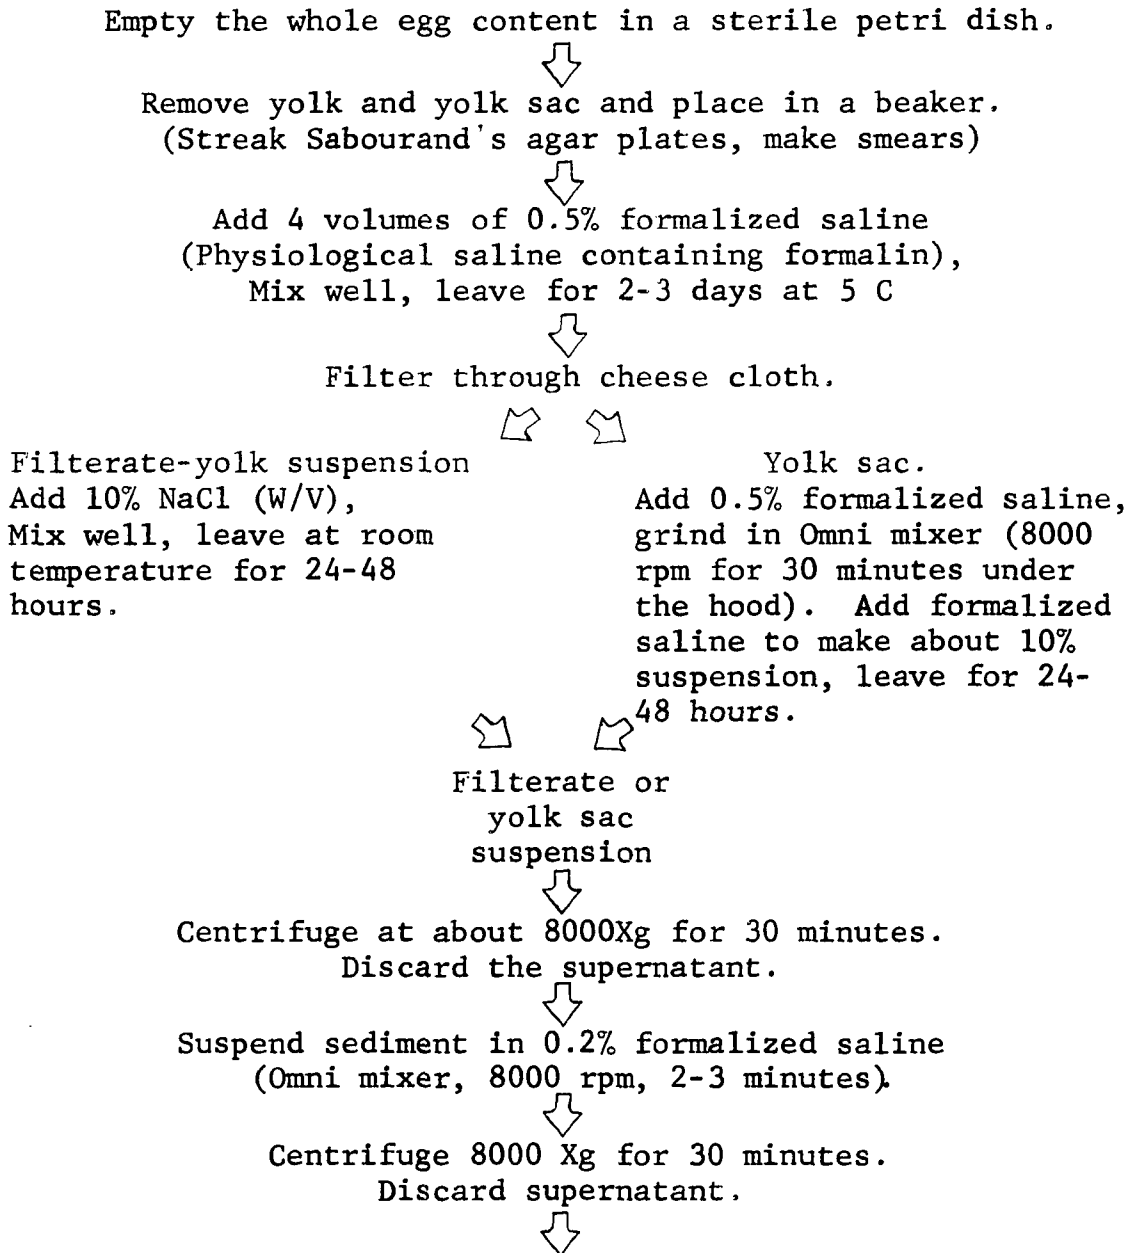 Empty the whole egg content in a sterile petri dish.
Remove yolk and yolk sac and place in a beaker.
(Streak Sabourand's agar plates, make smears)
Add 4 volumes of 0.5% formalized saline
(Physiological saline containing formalin),
Mix well, leave for 2-3 days at 5 C
Filter through cheese cloth.
Filterate-yolk suspension
Add 10% NaCl (W/V),
Mix well, leave at room
temperature for 24-48
hours.
Yolk sac.
Add 0.5% formalized saline,
grind in Omni mixer (8000
rpm for 30 minutes under
the hood). Add formalized
saline to make about 10%
suspension, leave for 24-
48 hours.
Filterate or
yolk sac
suspension
Centrifuge at about 8000Xg for 30 minutes.
Discard the supernatant.
Suspend sediment in 0.2% formalized saline
(Omni mixer, 8000 rpm, 2-3 minutes).
Centrifuge 8000 Xg for 30 minutes.
Discard supernatant.